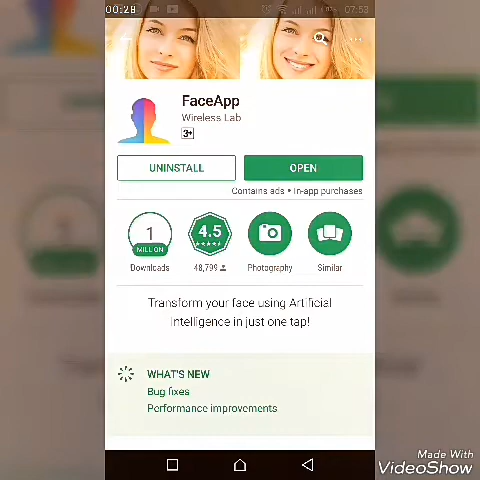 00:28
07:53
FaceApp
Wireless Lab
3+
UNINSTALL
OPEN
Contains ads • In-app purchases
1
MILLION
4.5
Downloads
48,799
Photography
Similar
Transform your face using Artificial
Intelligence in just one tap!
WHAT'S NEW
Bug fixes
Performance improvements
Made With
VideoShow